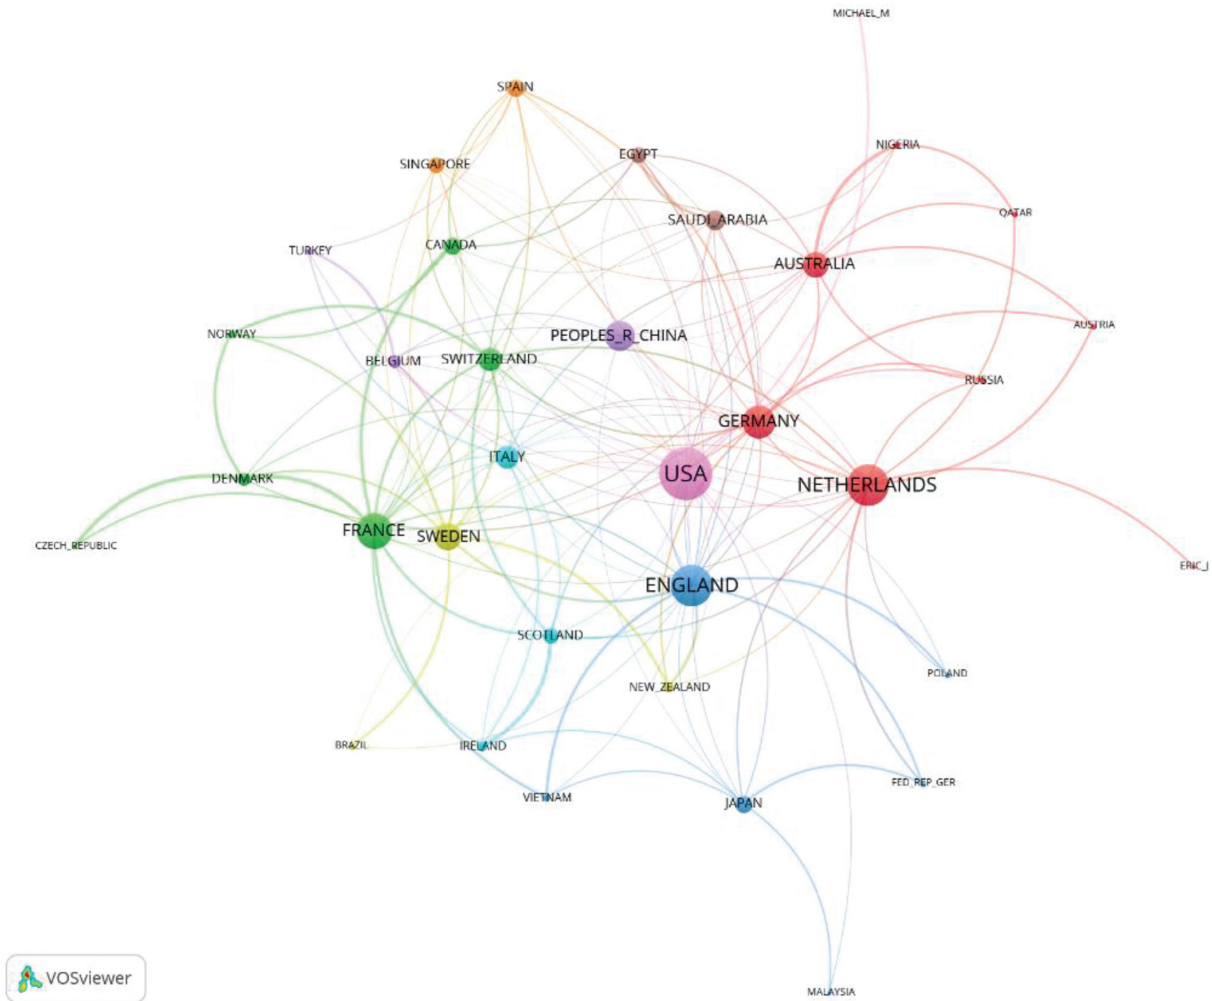 MICHAEL_M
SPAIN
NIGERIA
EGYPT
SINGAPORE
QATAR
SAUDI_ARABIA
CANADA
TURKEY
AUSTRALIA
AUSTRIA
NORWAY
PEOPLES_R_CHINA
BELGIUM
SWITZERLAND
RUSSIA
GERMANY
ITALY
USA
DENMARK
NETHERLANDS
FRANCE
SWEDEN
CZECH_REPUBLIC
ERIC_J
ENGLAND
SCOTLAND
POLAND
NEW_ZEALAND
BRAZIL
IRELAND
FED_REP_GER
VIETNAM
JAPAN
VOSviewer
MALAYSIA